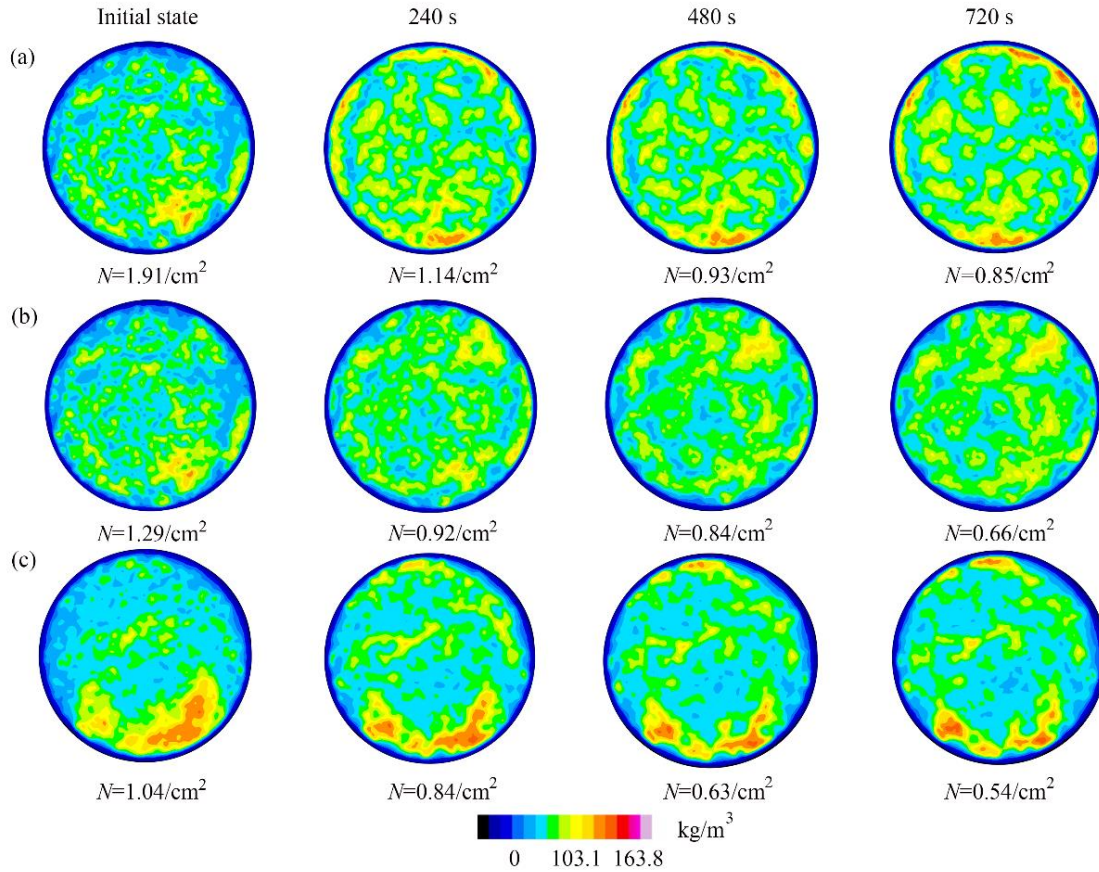 Initial state 240 s 480 s 720 s
(a)
N=1.91/cm² N=1.14/cm² N=0.93/cm² N=0.85/cm²
(b)
N=1.29/cm² N=0.92/cm² N=0.84/cm² N=0.66/cm²
(c)
N=1.04/cm² N=0.84/cm² N=0.63/cm² N=0.54/cm²
kg/m³
0 103.1 163.8